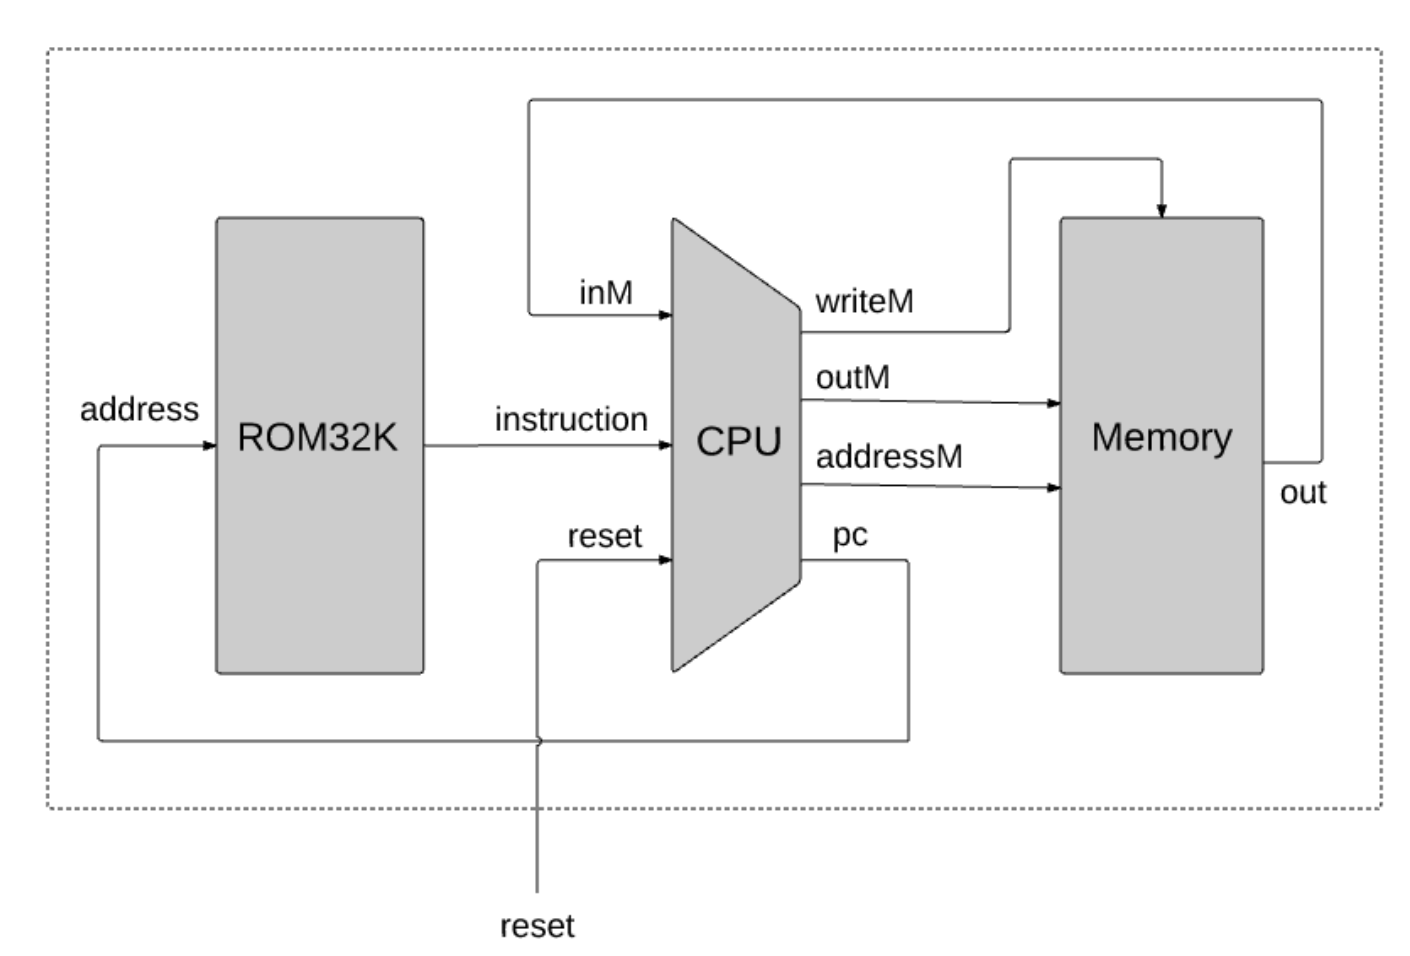 inM
writeM
outM
address
instruction
ROM32K
CPU
Memory
addressM
out
reset
pc
reset